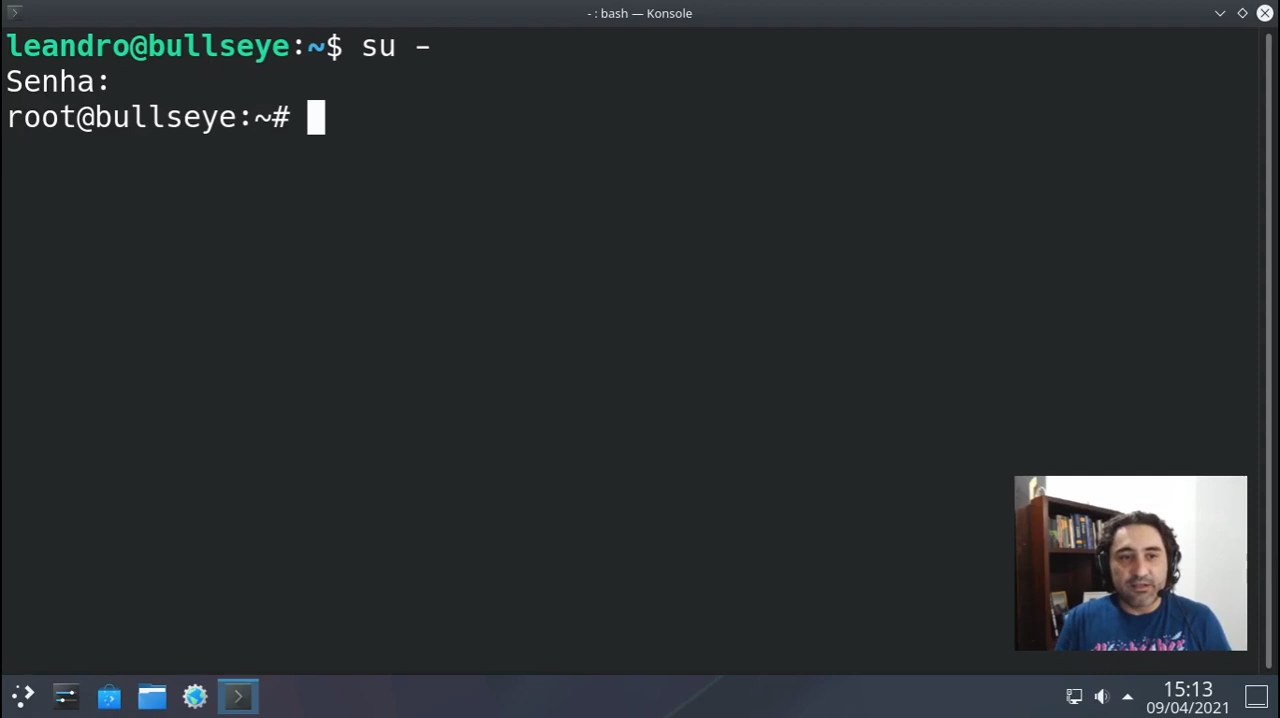 - : bash — Konsole
leandro@bullseye:~$ su -
Senha:
root@bullseye:~#
15:13
09/04/2021